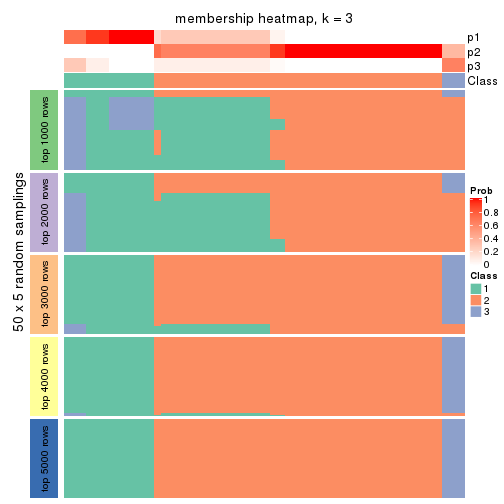 membership heatmap, k = 3
p1
p2
p3
Class
50 x 5 random samplings
top 1000 rows
top 2000 rows
top 3000 rows
top 4000 rows
top 5000 rows
Prob
1
0.8
0.6
0.4
0.2
0
Class
1
2
3